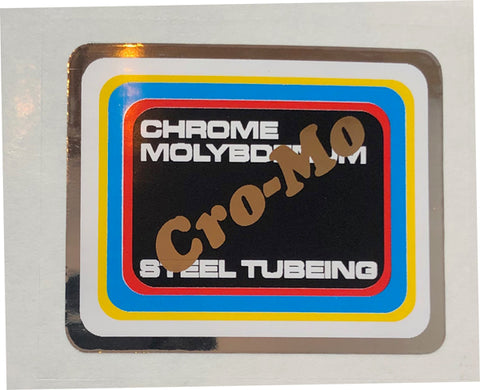 CHROME
MOLYBDENUM
Cro-Mo
STEEL TUBEING